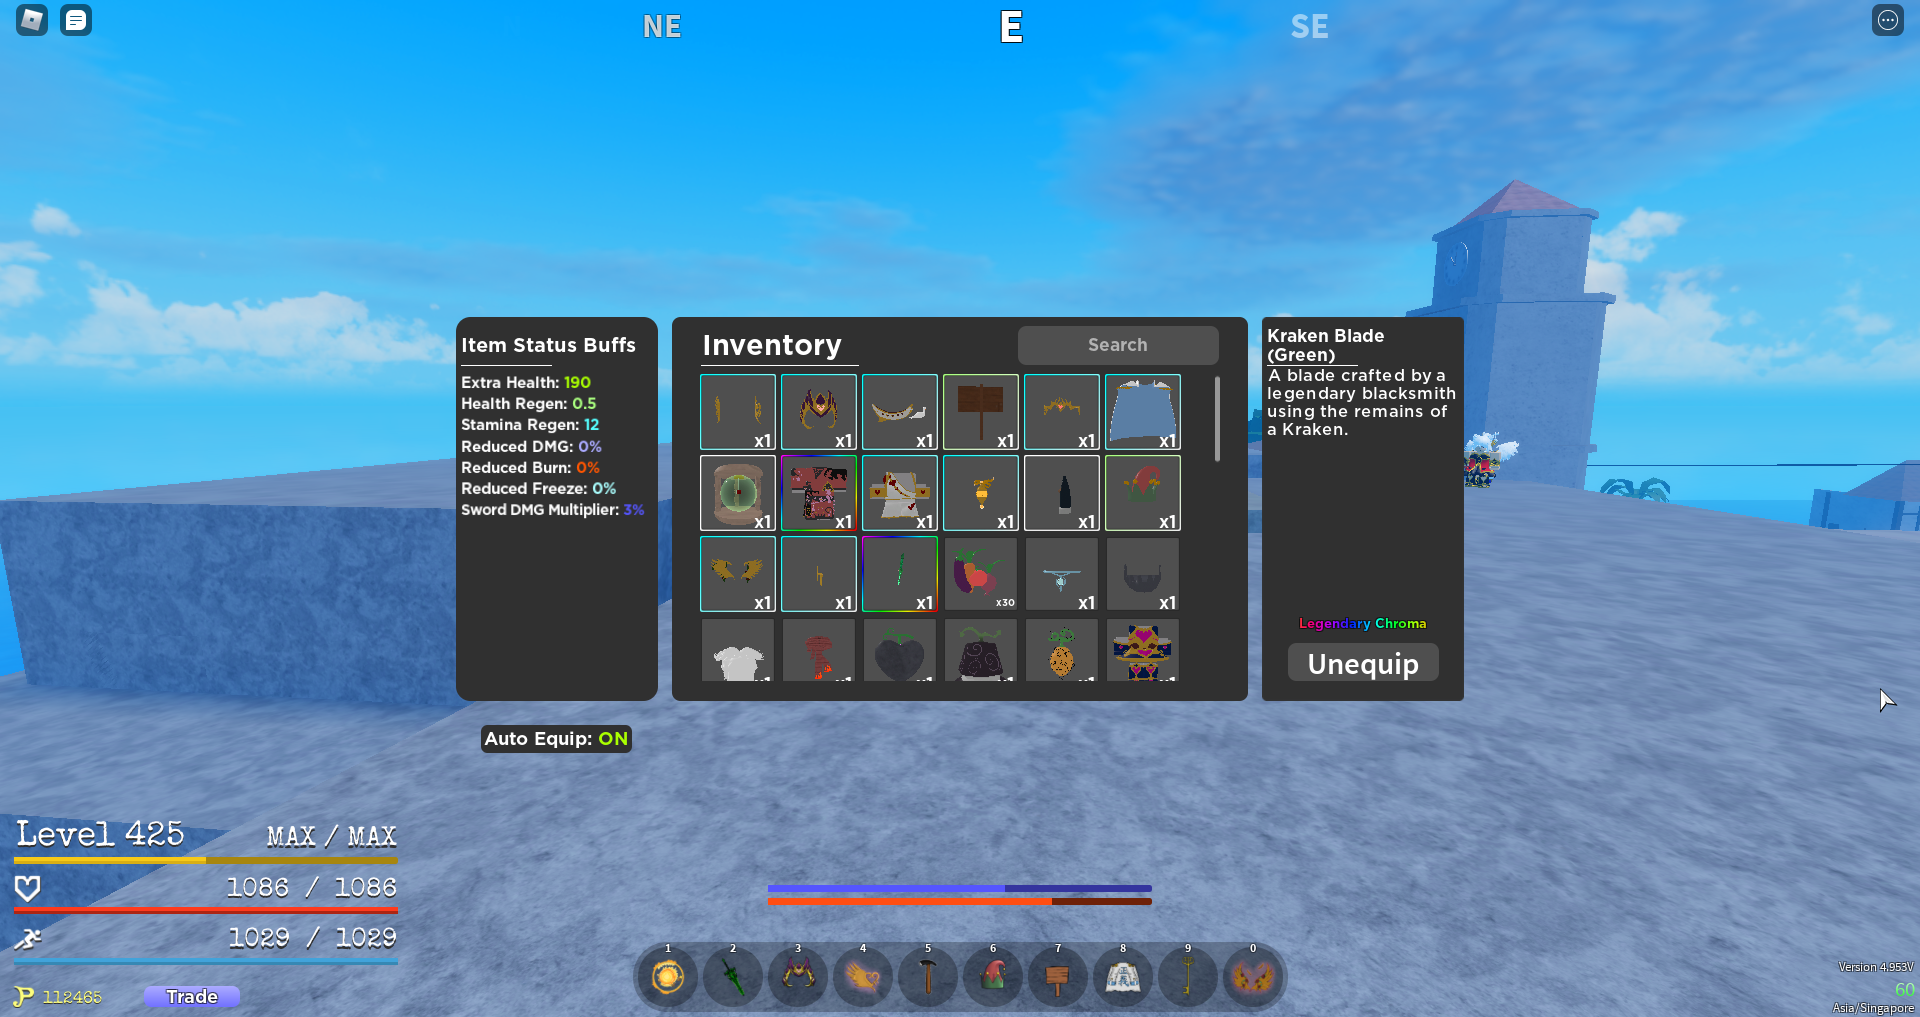 NE
E
SE
Item Status Buffs
Extra Health: 190
Health Regen: 0.5
Stamina Regen: 12
Reduced DMG: 0%
Reduced Burn: 0%
Reduced Freeze: 0%
Sword DMG Multiplier: 3%
Auto Equip: ON
Inventory
Search
x1 x1 x1 x1 x1 x1
x1 x1 x1 x1 x1 x1
x1 x1 x1 x30 x1 x1
Kraken Blade
(Green)
A blade crafted by a
legendary blacksmith
using the remains of
a Kraken.
Legendary Chroma
Unequip
Level 425
MAX / MAX
1086 / 1086
1029 / 1029
112465
Trade
1 2 3 4 5 6 7 8 9 0
Version 4.953V
60
Asia/Singapore